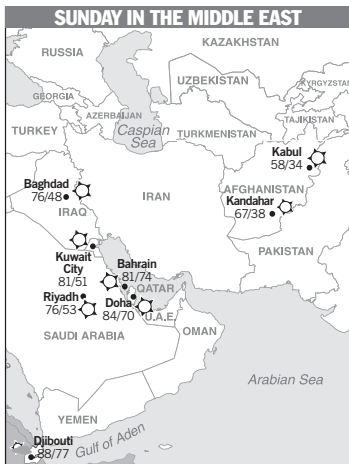 SUNDAY IN THE MIDDLE EAST
KAZAKHSTAN
RUSSIA
UZBEKISTAN
KYRGYZSTAN
GEORGIA
AZERBAIJAN
TAJIKISTAN
TURKEY
Caspian
Sea
TURKMENISTAN
Kabul
58/34
Baghdad
76/48
IRAQ
IRAN
AFGHANISTAN
Kandahar
67/38
PAKISTAN
Kuwait
City
81/51
Bahrain
81/74
QATAR
Riyadh
76/53
Doha
84/70
U.A.E.
SAUDI ARABIA
OMAN
Arabian Sea
YEMEN
Djibouti
88/77
Gulf of Aden